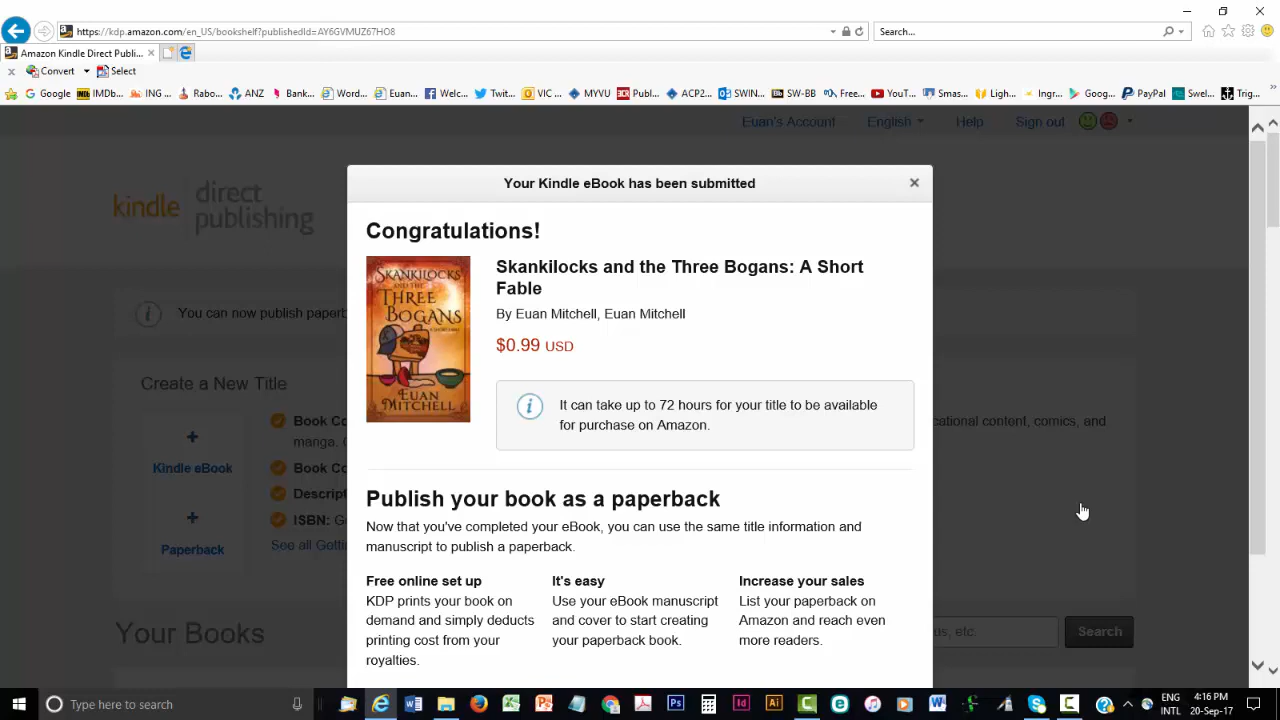 https://kdp.amazon.com/en_US/bookshelf?publishedId=AY6GVMUZ67HO8
Search...
Amazon Kindle Direct Publi...
Convert
Select
Google
IMDb...
ING ...
Rabo...
ANZ
Bank...
Word...
Euan...
Welc...
Twit...
VIC ...
MYVU
Publ...
ACP2...
SWIN...
SW-BB
Free...
YouT...
Smas...
Ligh...
Ingr...
Goog...
PayPal
Swel...
Trig...
Euan's Account
English
Help
Sign out
kindle direct
publishing
Your Kindle eBook has been submitted
Congratulations!
SKANKILOCKS
AND THE
THREE
BOGANS
A SHORT FABLE
EUAN
MITCHELL
Skankilocks and the Three Bogans: A Short
Fable
By Euan Mitchell, Euan Mitchell
$0.99 USD
It can take up to 72 hours for your title to be available
for purchase on Amazon.
You can now publish paperb
Create a New Title
Kindle eBook
Paperback
Book Co
manga.
Book Co
Descript
ISBN: G
See all Getti
cational content, comics, and
Publish your book as a paperback
Now that you've completed your eBook, you can use the same title information and
manuscript to publish a paperback.
Free online set up
KDP prints your book on
demand and simply deducts
printing cost from your
royalties.
It's easy
Use your eBook manuscript
and cover to start creating
your paperback book.
Increase your sales
List your paperback on
Amazon and reach even
more readers.
Your Books
us, etc.
Search
Type here to search
ENG
INTL
4:16 PM
20-Sep-17